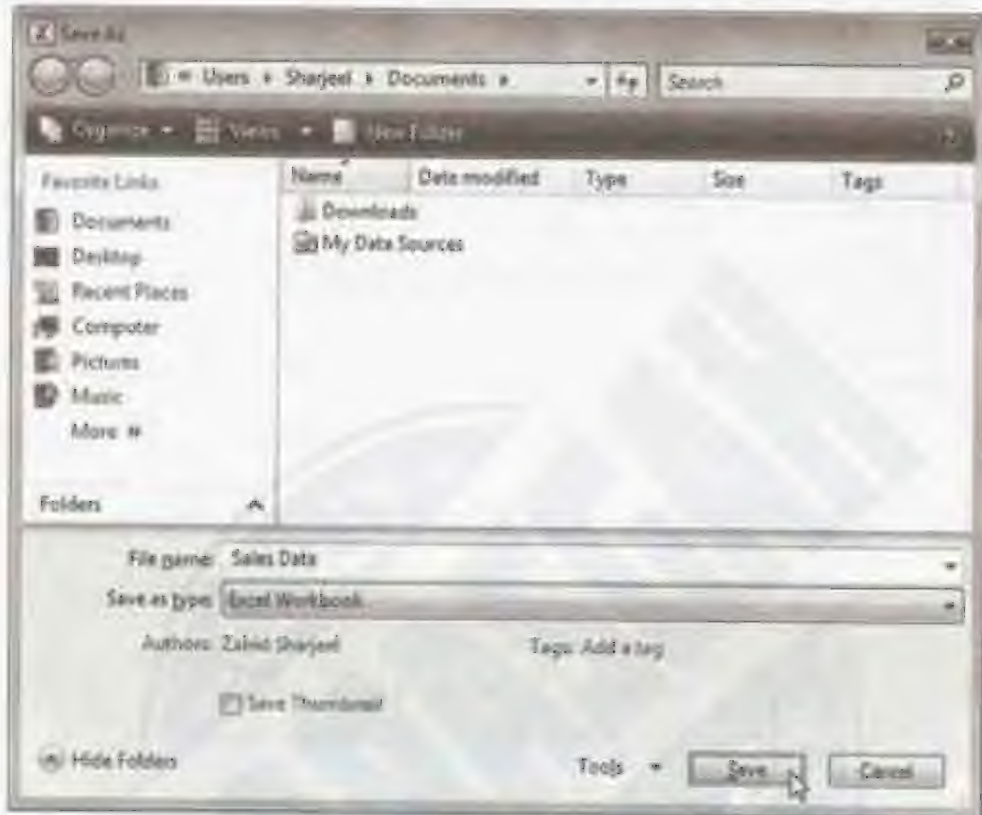 Save As
Users Sharjeel Documents
Search
Organize Views New Folder
Favorite Links
Documents
Desktop
Recent Places
Computer
Pictures
Music
More »
Folders
Name Date modified Type Size Tags
Downloads
My Data Sources
File name: Sales Data
Save as type: Excel Workbook
Authors: Sharjeel Tags: Add a tag
Save Thumbnail
Hide Folders Tools Save Cancel